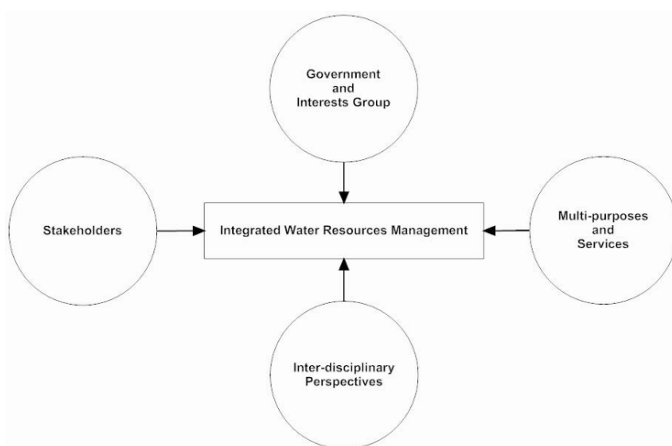 Government
and
Interests Group
Stakeholders
Integrated Water Resources Management
Multi-purposes
and
Services
Inter-disciplinary
Perspectives